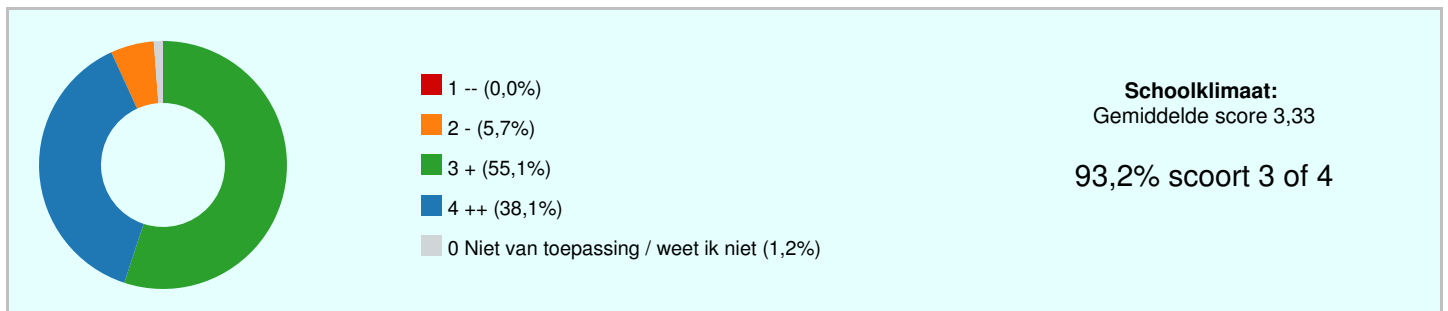 1 -- (0,0%)
2 - (5,7%)
3 + (55,1%)
4 ++ (38,1%)
0 Niet van toepassing / weet ik niet (1,2%)
Schoolklimaat:
Gemiddelde score 3,33
93,2% scoort 3 of 4